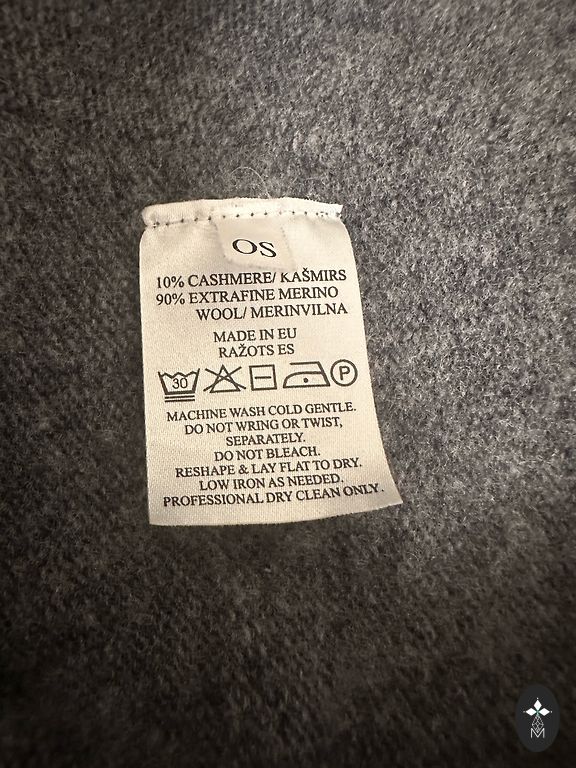 OS
10% CASHMERE/ KAŠMIRS
90% EXTRAFINE MERINO
WOOL/ MERINVILNA
MADE IN EU
RAŽOTS ES
30
P
MACHINE WASH COLD GENTLE.
DO NOT WRING OR TWIST,
SEPARATELY.
DO NOT BLEACH.
RESHAPE & LAY FLAT TO DRY.
LOW IRON AS NEEDED.
PROFESSIONAL DRY CLEAN ONLY.
M